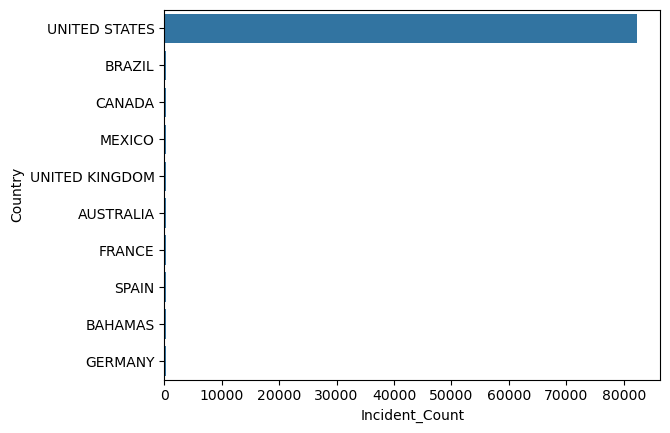 UNITED STATES
BRAZIL
CANADA
MEXICO
UNITED KINGDOM
AUSTRALIA
FRANCE
SPAIN
BAHAMAS
GERMANY
Country
0 10000 20000 30000 40000 50000 60000 70000 80000
Incident_Count